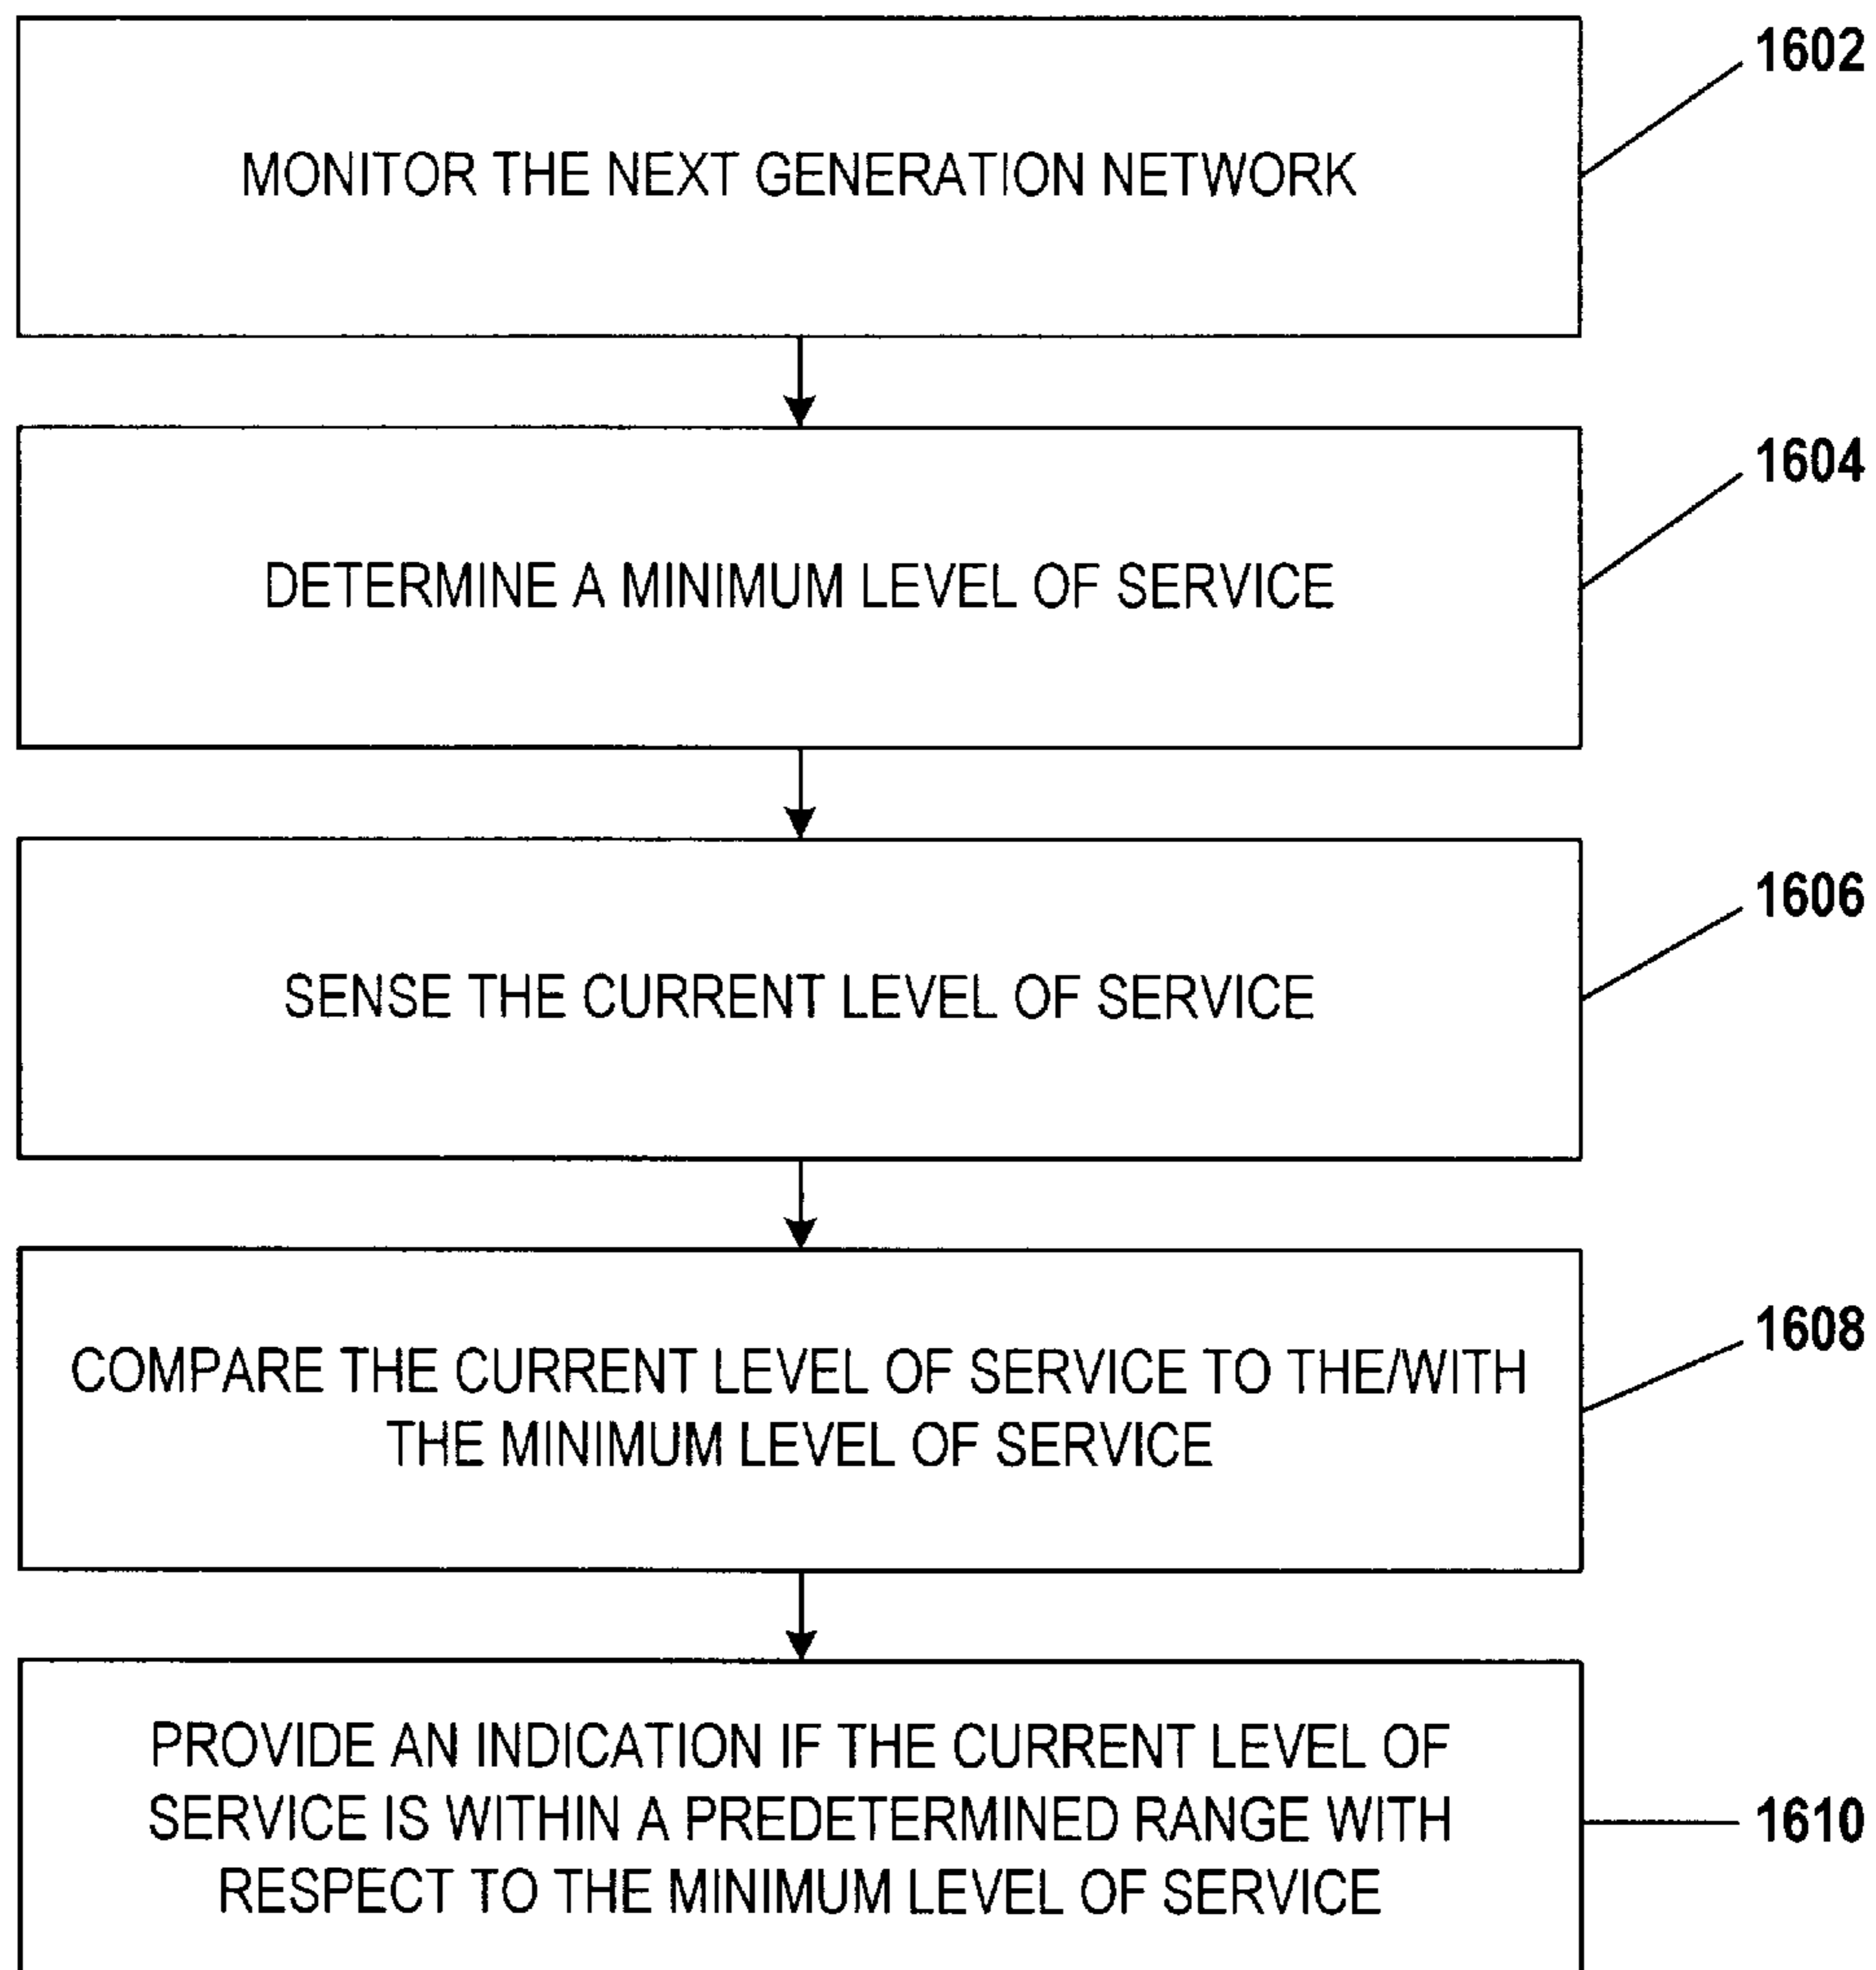 1602
MONITOR THE NEXT GENERATION NETWORK
1604
DETERMINE A MINIMUM LEVEL OF SERVICE
1606
SENSE THE CURRENT LEVEL OF SERVICE
1608
COMPARE THE CURRENT LEVEL OF SERVICE TO THE/WITH
THE MINIMUM LEVEL OF SERVICE
PROVIDE AN INDICATION IF THE CURRENT LEVEL OF
SERVICE IS WITHIN A PREDETERMINED RANGE WITH
1610
RESPECT TO THE MINIMUM LEVEL OF SERVICE